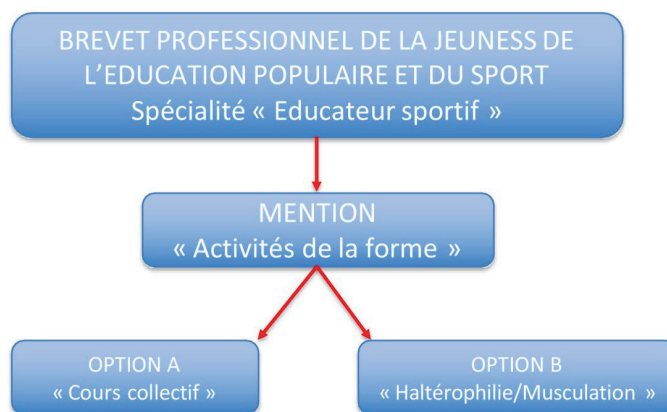 BREVET PROFESSIONNEL DE LA JEUNESS DE
L'EDUCATION POPULAIRE ET DU SPORT
Spécialité « Educateur sportif »
MENTION
« Activités de la forme »
OPTION A
« Cours collectif »
OPTION B
« Haltérophilie/Musculation »